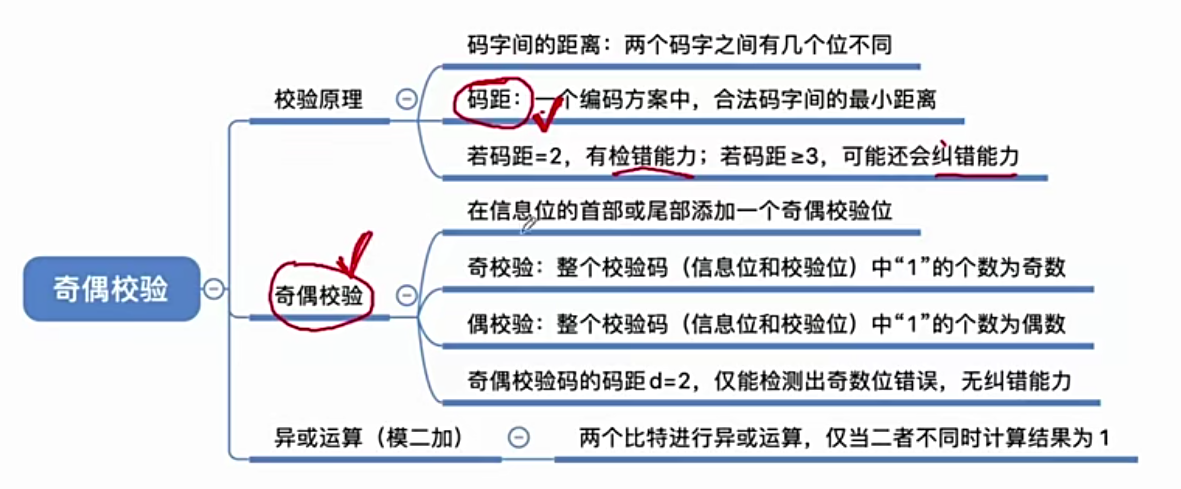 码字间的距离：两个码字之间有几个位不同
校验原理
码距：一个编码方案中，合法码字间的最小距离
若码距=2，有检错能力；若码距≥3，可能还会纠错能力
在信息位的首部或尾部添加一个奇偶校验位
奇校验：整个校验码（信息位和校验位）中“1”的个数为奇数
奇偶校验
奇偶校验
偶校验：整个校验码（信息位和校验位）中“1”的个数为偶数
奇偶校验码的码距d=2，仅能检测出奇数位错误，无纠错能力
异或运算（模二加）
两个比特进行异或运算，仅当二者不同时计算结果为1